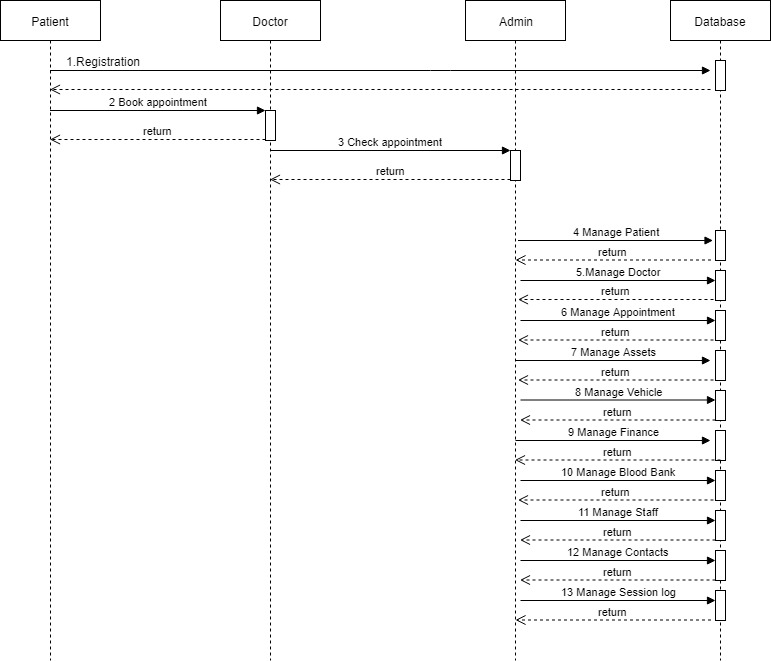 Patient
Doctor
Admin
Database
1.Registration
2 Book appointment
return
3 Check appointment
return
4 Manage Patient
return
5.Manage Doctor
return
6 Manage Appointment
return
7 Manage Assets
return
8 Manage Vehicle
return
9 Manage Finance
return
10 Manage Blood Bank
return
11 Manage Staff
return
12 Manage Contacts
return
13 Manage Session log
return